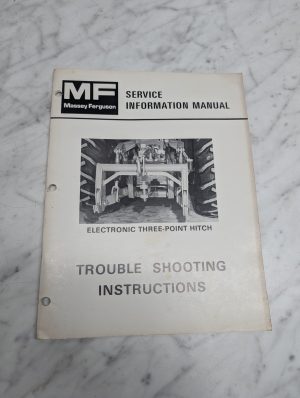 MF
Massey Ferguson
SERVICE
INFORMATION MANUAL
ELECTRONIC THREE-POINT HITCH
TROUBLE SHOOTING
INSTRUCTIONS